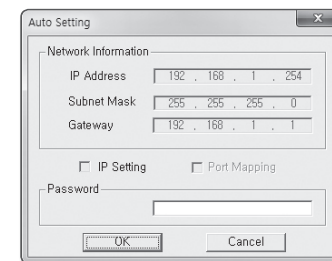 Auto Setting
Network Information
IP Address 192 . 168 . 1 . 254
Subnet Mask 255 . 255 . 255 . 0
Gateway 192 . 168 . 1 . 1
IP Setting Port Mapping
Password
OK Cancel